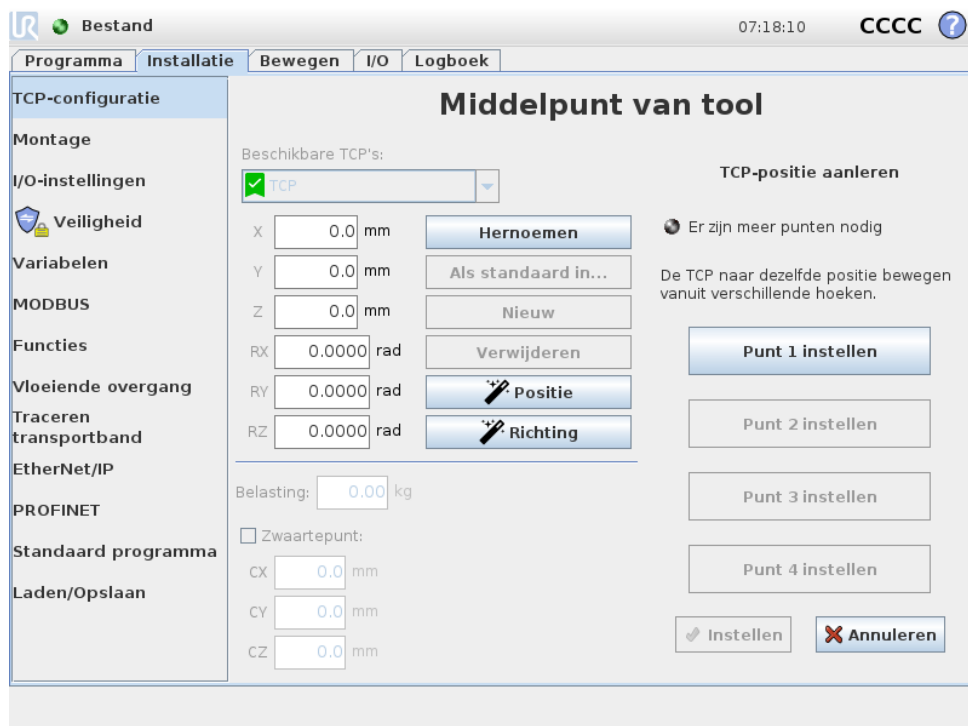 UR Bestand 07:18:10 CCCC ?
Programma Installatie Bewegen I/O Logboek
TCP-configuratie
Montage
I/O-instellingen
Veiligheid
Variabelen
MODBUS
Functies
Vloeiende overgang
Traceren
transportband
EtherNet/IP
PROFINET
Standaard programma
Laden/Opslaan
Middelpunt van tool
Beschikbare TCP's:
TCP
X 0.0 mm Hernoemen
Y 0.0 mm Als standaard in...
Z 0.0 mm Nieuw
RX 0.0000 rad Verwijderen
RY 0.0000 rad Positie
RZ 0.0000 rad Richting
Belasting: 0.00 kg
Zwaartepunt:
CX 0.0 mm
CY 0.0 mm
CZ 0.0 mm
TCP-positie aanleren
Er zijn meer punten nodig
De TCP naar dezelfde positie bewegen
vanuit verschillende hoeken.
Punt 1 instellen
Punt 2 instellen
Punt 3 instellen
Punt 4 instellen
Instellen Annuleren